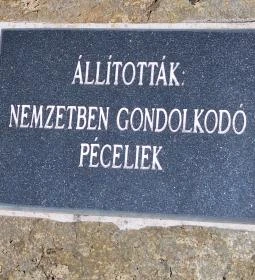 ÁLLÍTOTTÁK:
NEMZETBEN GONDOLKODÓ
PÉCELIEK